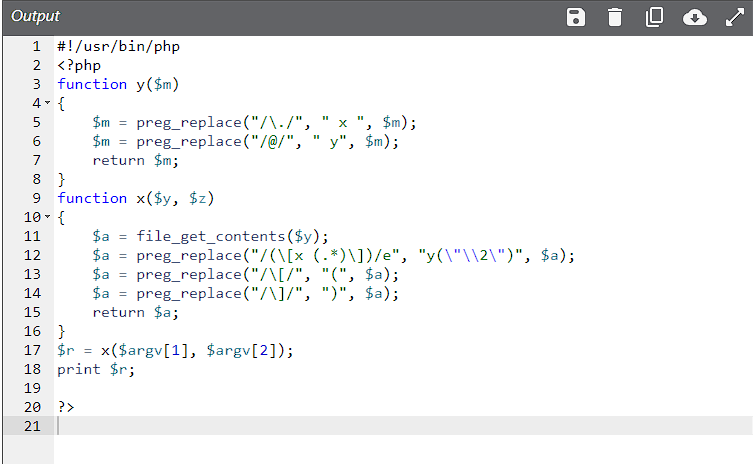 Output
1 #!/usr/bin/php
2 <?php
3 function y($m)
4 {
5     $m = preg_replace("/\./", " x ", $m);
6     $m = preg_replace("/@/", " y", $m);
7     return $m;
8 }
9 function x($y, $z)
10 {
11     $a = file_get_contents($y);
12     $a = preg_replace("/(\[x (.*)\])/e", "y(\"\\2\")", $a);
13     $a = preg_replace("/\[/", "(", $a);
14     $a = preg_replace("/\]/", ")", $a);
15     return $a;
16 }
17 $r = x($argv[1], $argv[2]);
18 print $r;
19
20 ?>
21